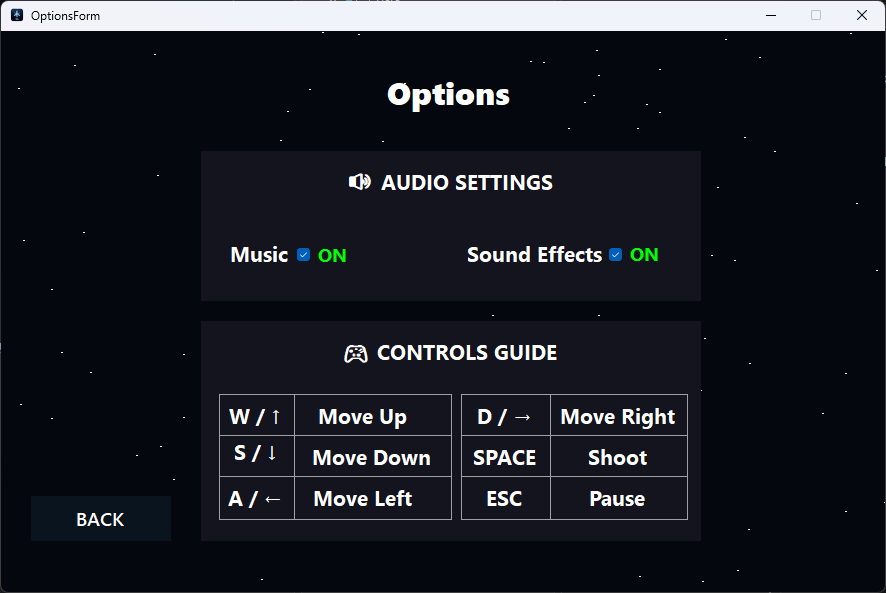 OptionsForm
Options
AUDIO SETTINGS
Music ON Sound Effects ON
CONTROLS GUIDE
W / ↑ Move Up D / → Move Right
S / ↓ Move Down SPACE Shoot
A / ← Move Left ESC Pause
BACK